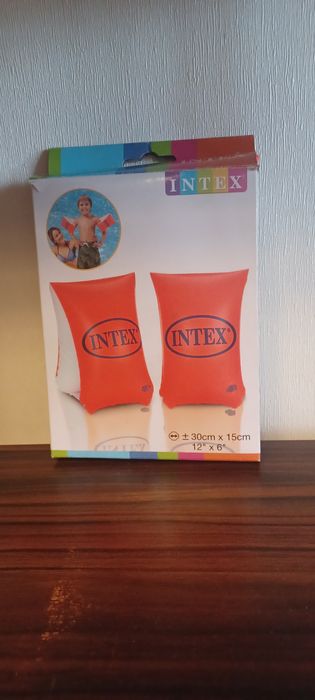 INTEX
INTEX®
INTEX®
± 30cm x 15cm
12" x 6"